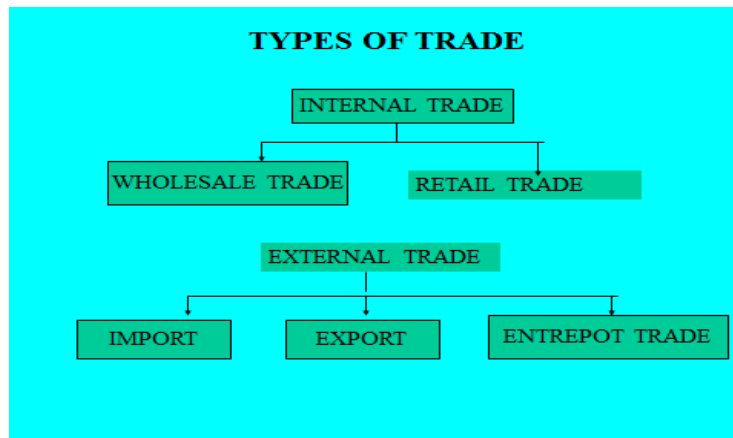 TYPES OF TRADE
INTERNAL TRADE
WHOLESALE TRADE
RETAIL TRADE
EXTERNAL TRADE
IMPORT
EXPORT
ENTREPOT TRADE